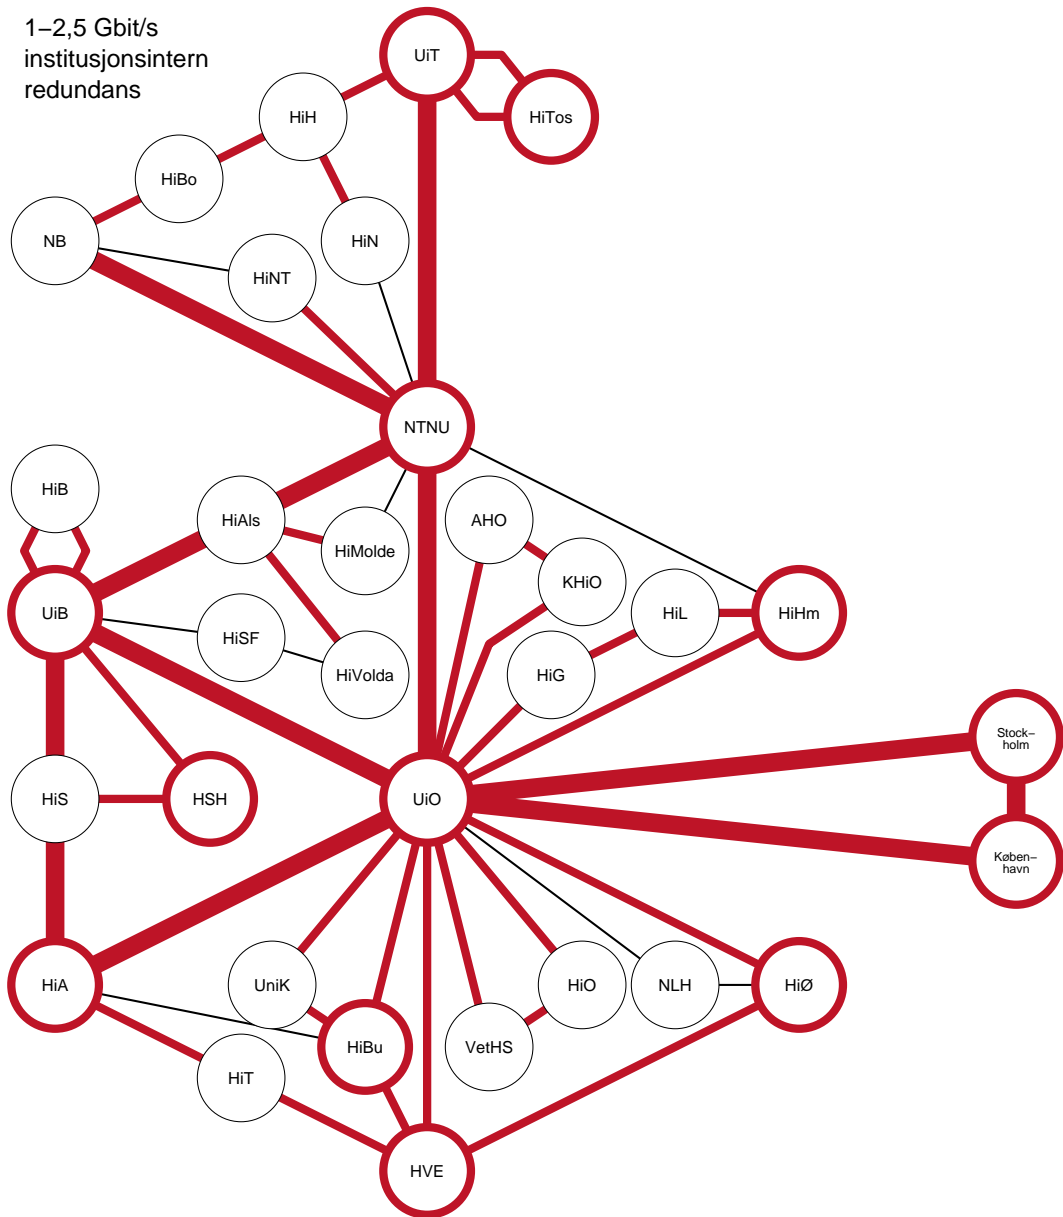 1–2,5 Gbit/s
institusjonsintern
redundans
UiT
HiTos
HiH
HiBo
NB
HiN
HiNT
NTNU
HiB
HiAls
AHO
HiMolde
KHiO
UiB
HiL
HiHm
HiSF
HiVolda
HiG
Stock–
holm
HiS
HSH
UiO
Køben–
havn
HiA
UniK
HiO
NLH
HiØ
HiBu
VetHS
HiT
HVE